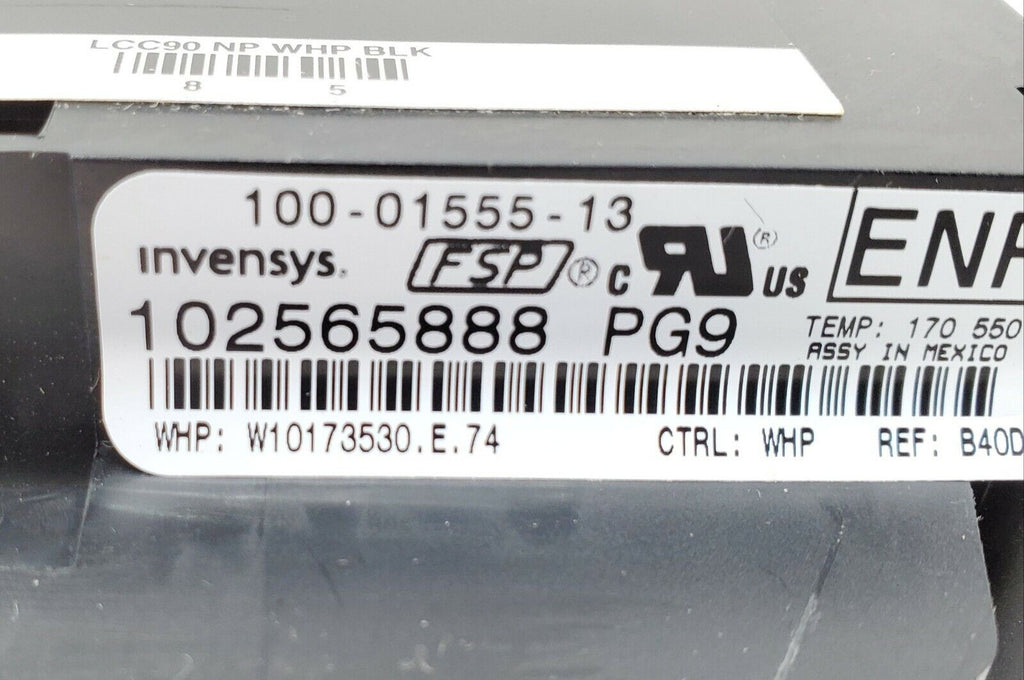 LCC90 NP WHP BLK
8 5
100-01555-13
invensys. FSP® c RU® US
102565888 PG9
TEMP: 170 550
ASSY IN MEXICO
WHP: W10173530.E.74 CTRL: WHP REF: B40D